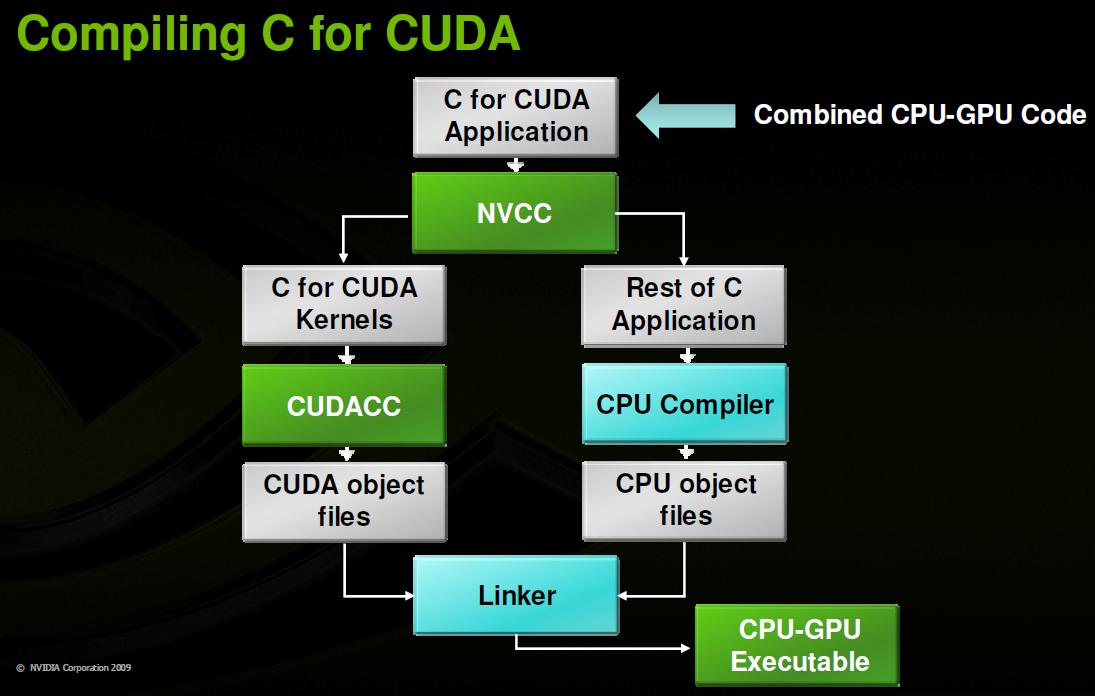 Compiling C for CUDA
C for CUDA
Application
Combined CPU-GPU Code
NVCC
C for CUDA
Kernels
Rest of C
Application
CUDACC
CPU Compiler
CUDA object
files
CPU object
files
Linker
CPU-GPU
Executable
© NVIDIA Corporation 2009